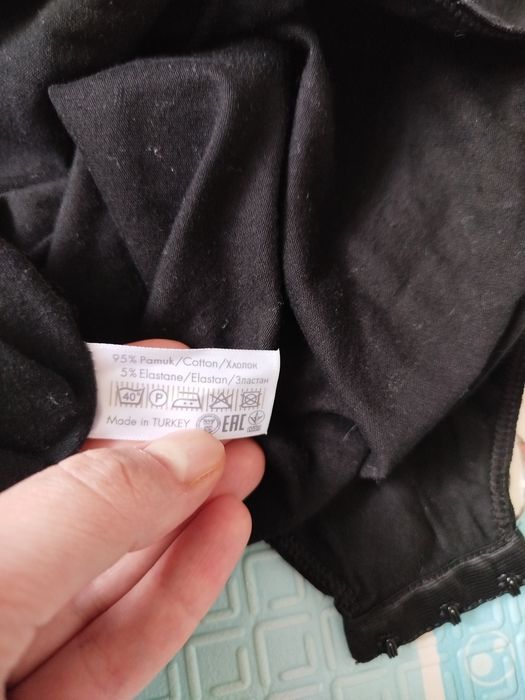 95% Pamuk/Cotton/Хлопок
5% Elastane/Elastan/Эластан
40° P
Made in TURKEY EAC